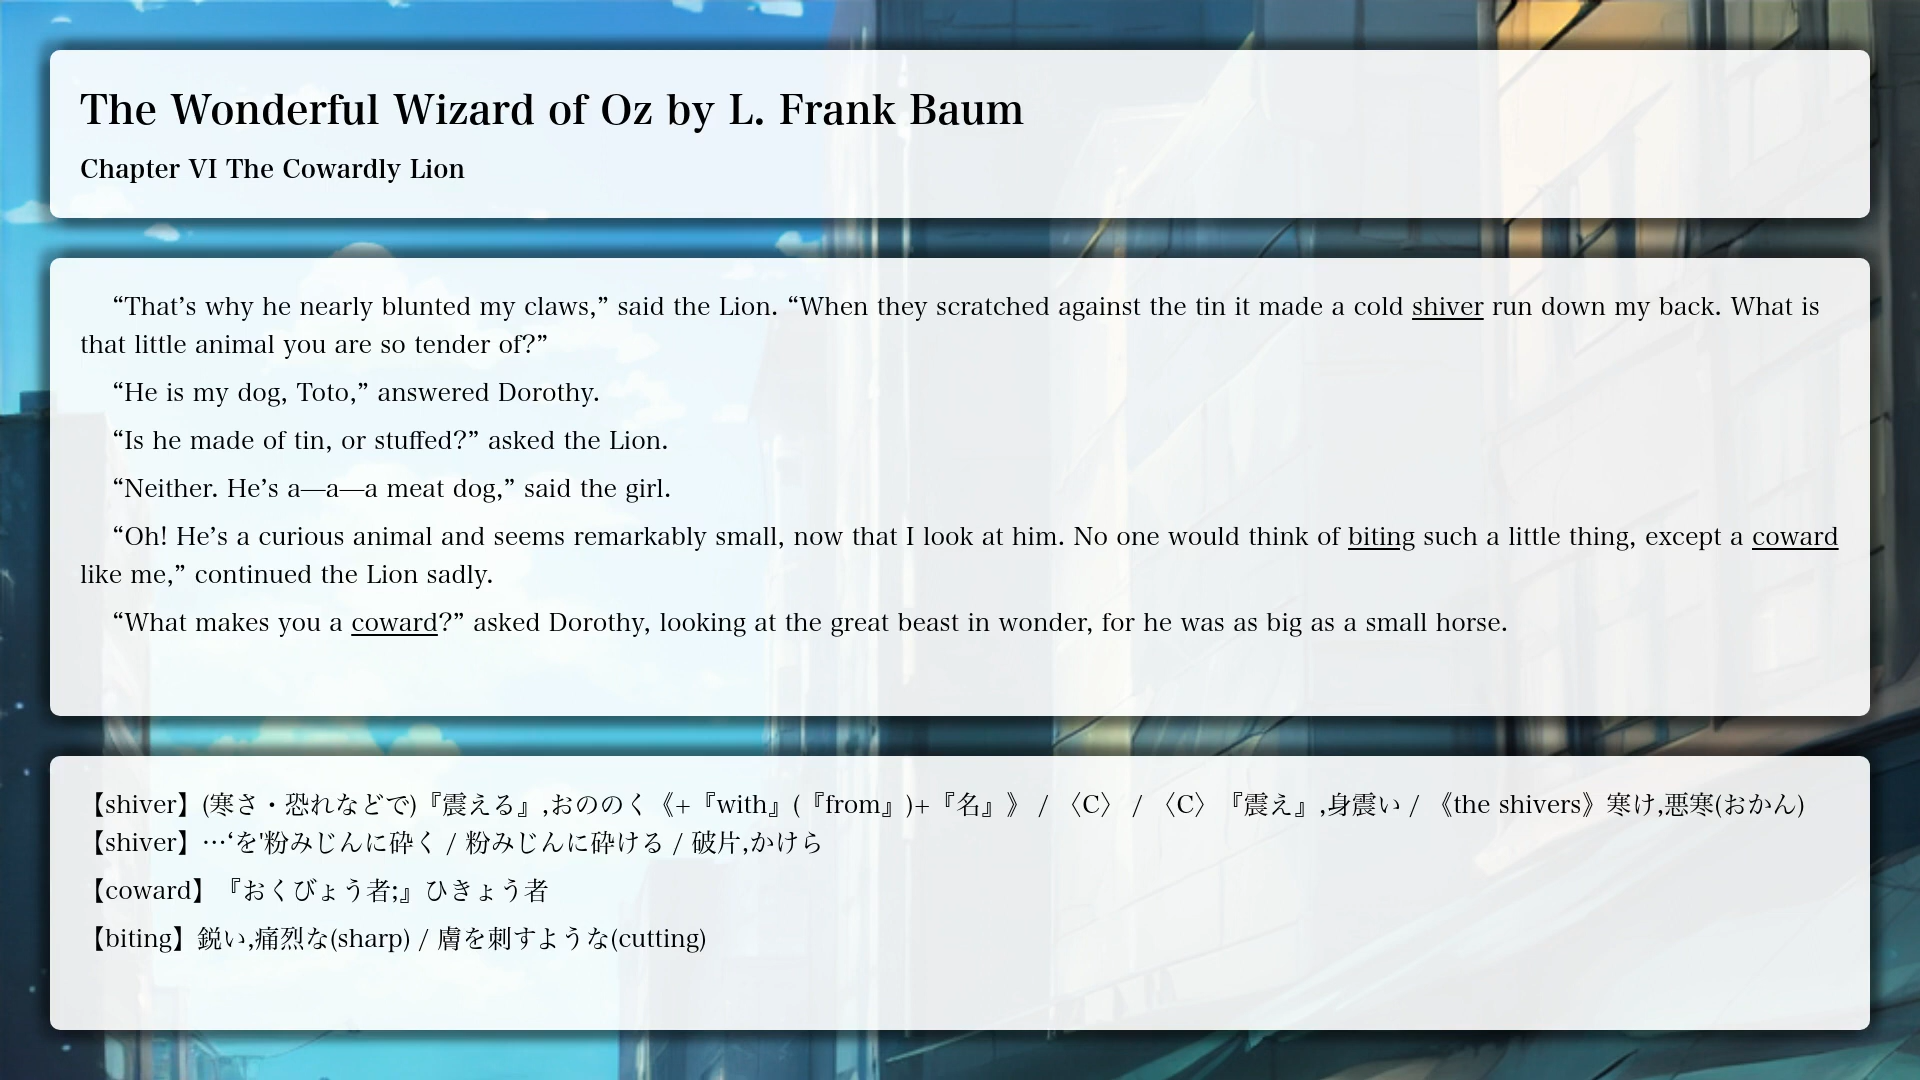 The Wonderful Wizard of Oz by L. Frank Baum
Chapter VI The Cowardly Lion
“That’s why he nearly blunted my claws,” said the Lion. “When they scratched against the tin it made a cold shiver run down my back. What is
that little animal you are so tender of?”
“He is my dog, Toto,” answered Dorothy.
“Is he made of tin, or stuffed?” asked the Lion.
“Neither. He’s a—a—a meat dog,” said the girl.
“Oh! He’s a curious animal and seems remarkably small, now that I look at him. No one would think of biting such a little thing, except a coward
like me,” continued the Lion sadly.
“What makes you a coward?” asked Dorothy, looking at the great beast in wonder, for he was as big as a small horse.
【shiver】(寒さ・恐れなどで)『震える』,おののく《+『with』(『from』)+『名』》 / 〈C〉 / 〈C〉『震え』,身震い / 《the shivers》寒け,悪寒(おかん)
【shiver】…‘を'粉みじんに砕く / 粉みじんに砕ける / 破片,かけら
【coward】『おくびょう者;』ひきょう者
【biting】鋭い,痛烈な(sharp) / 膚を刺すような(cutting)